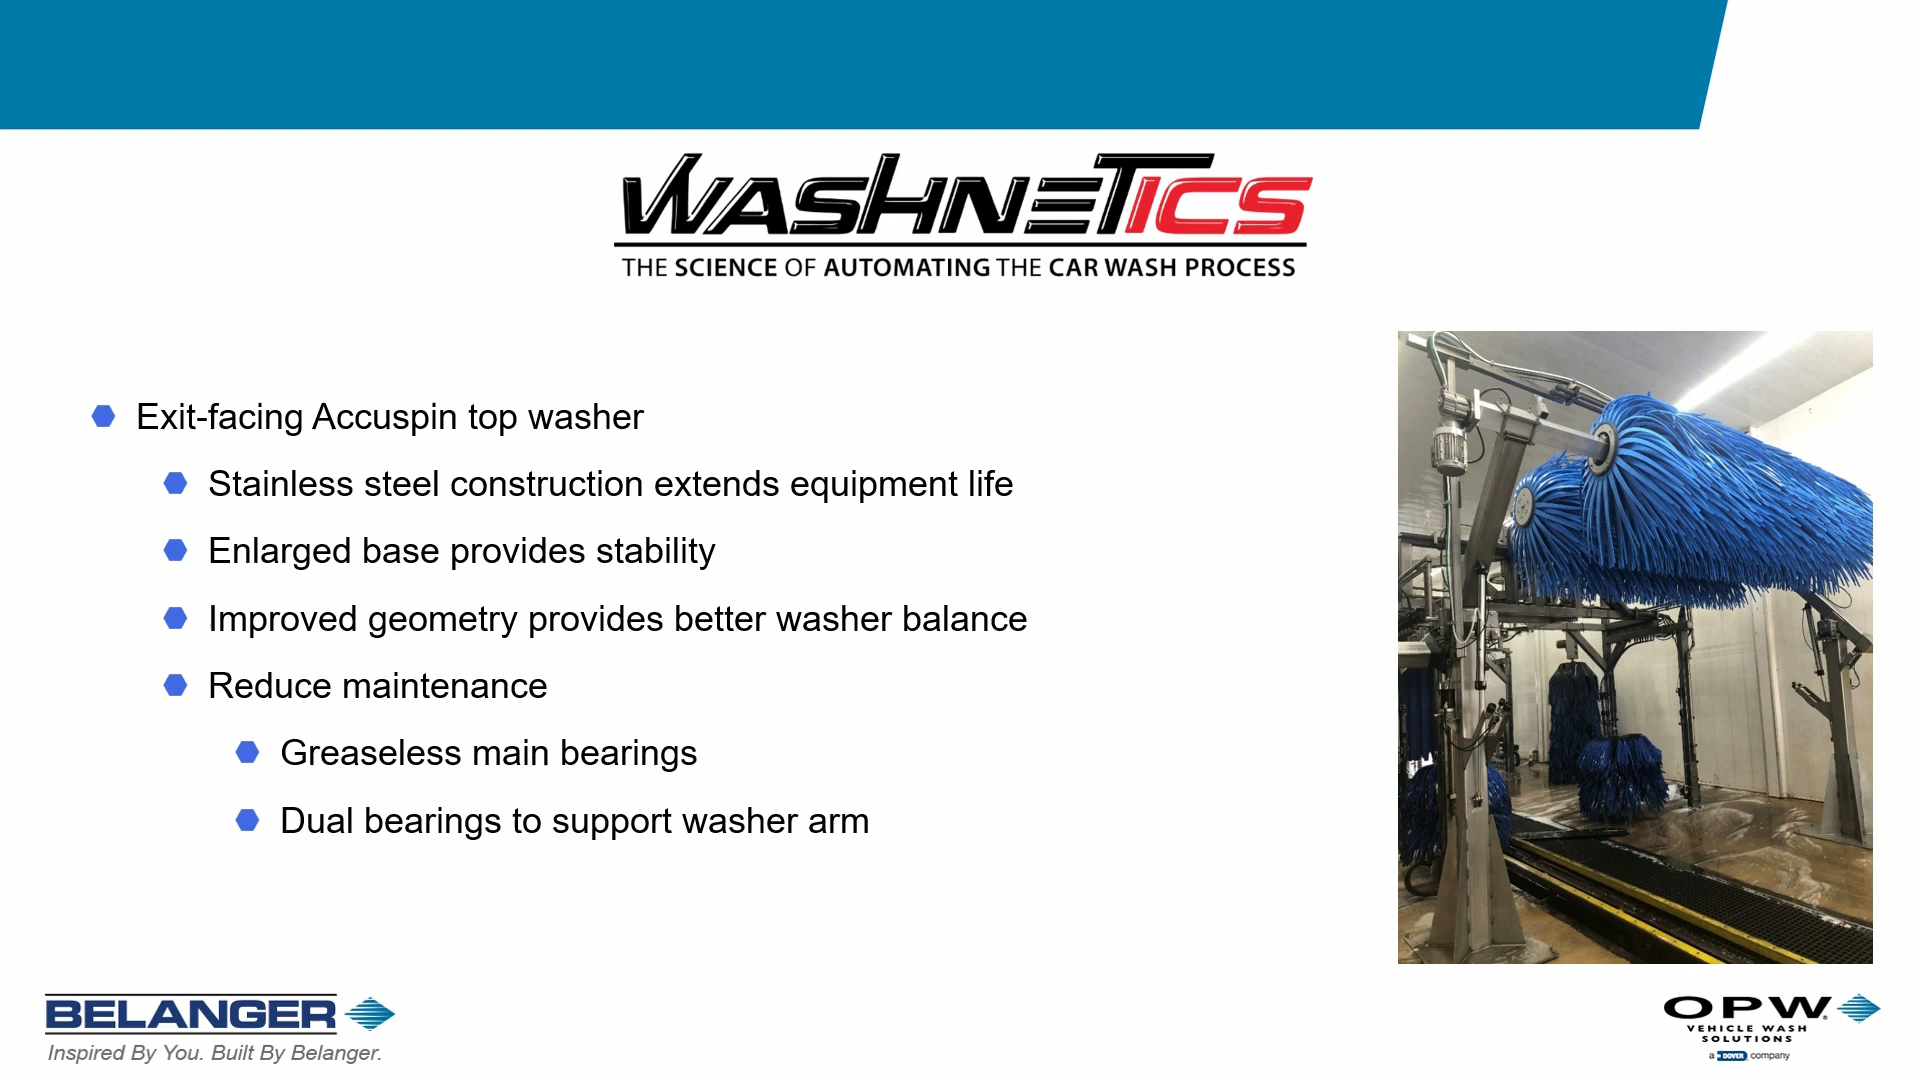 WASHNETICS
THE SCIENCE OF AUTOMATING THE CAR WASH PROCESS
Exit-facing Accuspin top washer
Stainless steel construction extends equipment life
Enlarged base provides stability
Improved geometry provides better washer balance
Reduce maintenance
Greaseless main bearings
Dual bearings to support washer arm
BELANGER
Inspired By You. Built By Belanger.
OPW®
VEHICLE WASH
SOLUTIONS
a DOVER company